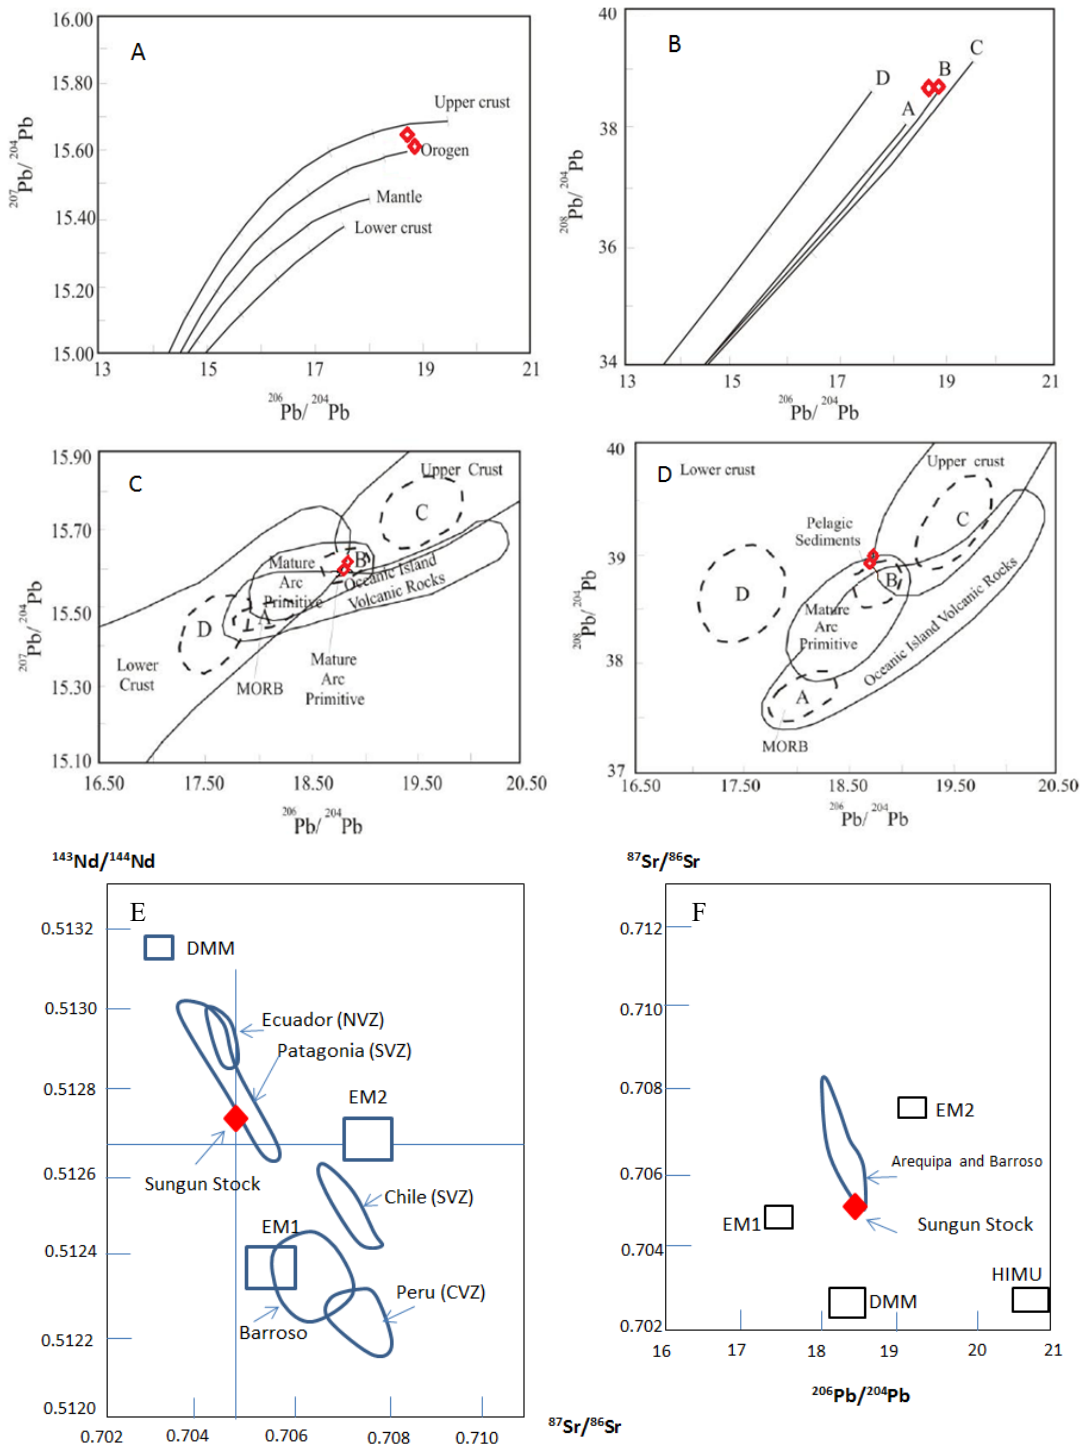 A
16.00
15.80
15.60
15.40
15.20
15.00
207Pb/ 204Pb
Upper crust
Orogen
Mantle
Lower crust
13
15
17
19
21
206Pb/ 204Pb
B
40
38
36
34
208Pb/ 204Pb
D
A
B
C
13
15
17
19
21
206Pb/ 204Pb
C
15.90
15.70
15.50
15.30
15.10
207Pb/ 204Pb
Upper Crust
C
B
Mature
Arc
Primitive
Oceanic Island
Volcanic Rocks
A
D
Lower
Crust
MORB
Mature
Arc
Primitive
16.50
17.50
18.50
19.50
20.50
206Pb/ 204Pb
D
40
39
38
37
208Pb/ 204Pb
Lower crust
Upper crust
Pelagic
Sediments
C
D
B
Mature
Arc
Primitive
Oceanic Island Volcanic Rocks
A
MORB
16.50
17.50
18.50
19.50
20.50
206Pb/ 204Pb
143Nd/144Nd
E
0.5132
0.5130
0.5128
0.5126
0.5124
0.5122
0.5120
DMM
Ecuador (NVZ)
Patagonia (SVZ)
EM2
Sungun Stock
Chile (SVZ)
EM1
Peru (CVZ)
Barroso
0.702
0.704
0.706
0.708
0.710
87Sr/86Sr
87Sr/86Sr
F
0.712
0.710
0.708
0.706
0.704
0.702
EM2
Arequipa and Barroso
EM1
Sungun Stock
HIMU
DMM
16
17
18
19
20
21
206Pb/204Pb